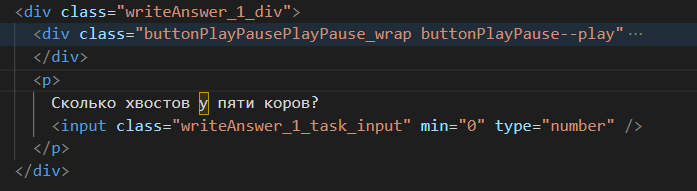 <div class="writeAnswer_1_div">
<div class="buttonPlayPausePlayPause_wrap buttonPlayPause--play"···
</div>
<p>
Сколько хвостов у пяти коров?
<input class="writeAnswer_1_task_input" min="0" type="number" />
</p>
</div>